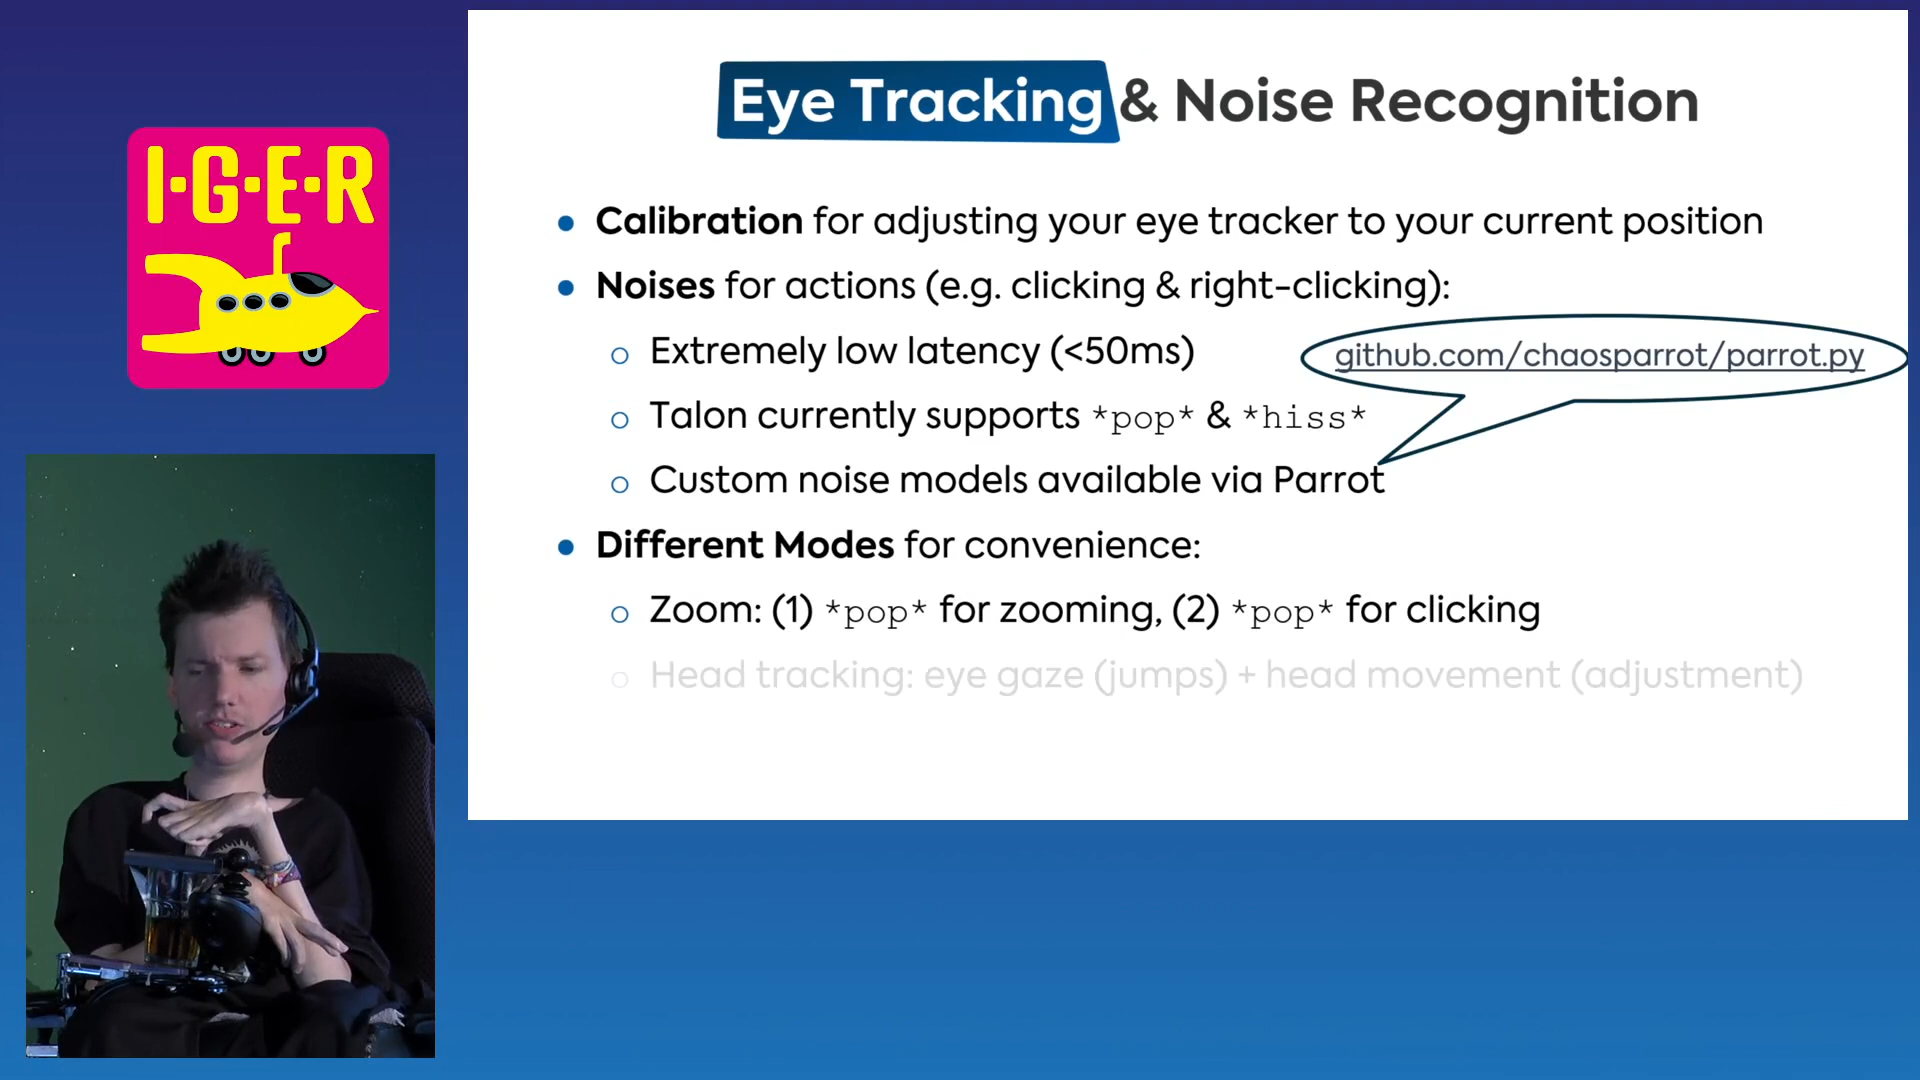 I·G·E·R
Eye Tracking & Noise Recognition
● Calibration for adjusting your eye tracker to your current position
● Noises for actions (e.g. clicking & right-clicking):
○ Extremely low latency (<50ms)
github.com/chaosparrot/parrot.py
○ Talon currently supports *pop* & *hiss*
○ Custom noise models available via Parrot
● Different Modes for convenience:
○ Zoom: (1) *pop* for zooming, (2) *pop* for clicking
○ Head tracking: eye gaze (jumps) + head movement (adjustment)